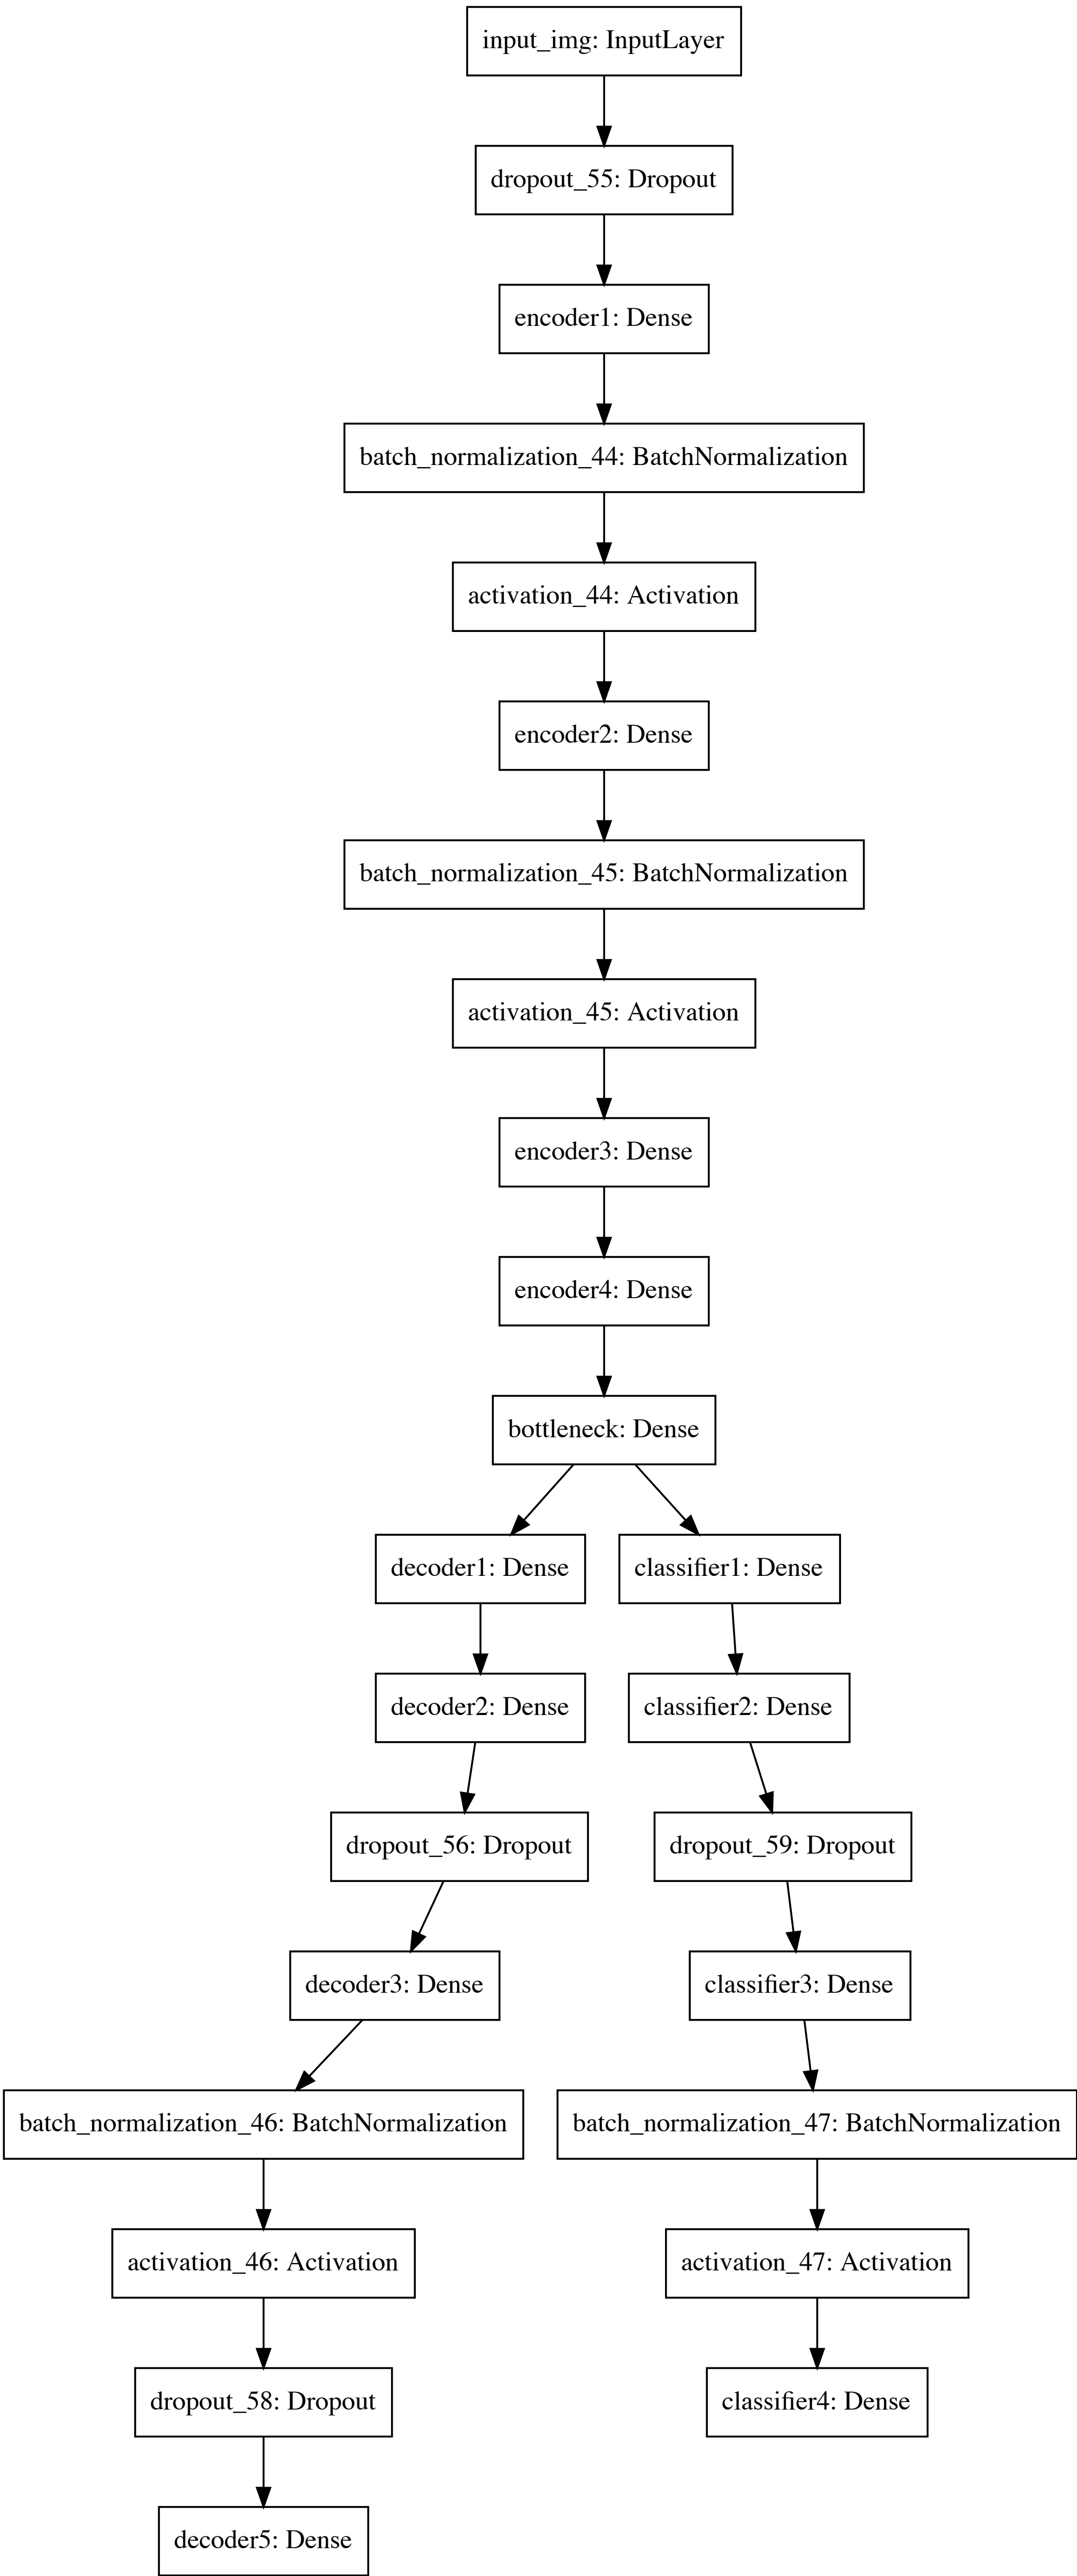 input_img: InputLayer
dropout_55: Dropout
encoder1: Dense
batch_normalization_44: BatchNormalization
activation_44: Activation
encoder2: Dense
batch_normalization_45: BatchNormalization
activation_45: Activation
encoder3: Dense
encoder4: Dense
bottleneck: Dense
decoder1: Dense
classifier1: Dense
decoder2: Dense
classifier2: Dense
dropout_56: Dropout
dropout_59: Dropout
decoder3: Dense
classifier3: Dense
batch_normalization_46: BatchNormalization
batch_normalization_47: BatchNormalization
activation_46: Activation
activation_47: Activation
dropout_58: Dropout
classifier4: Dense
decoder5: Dense